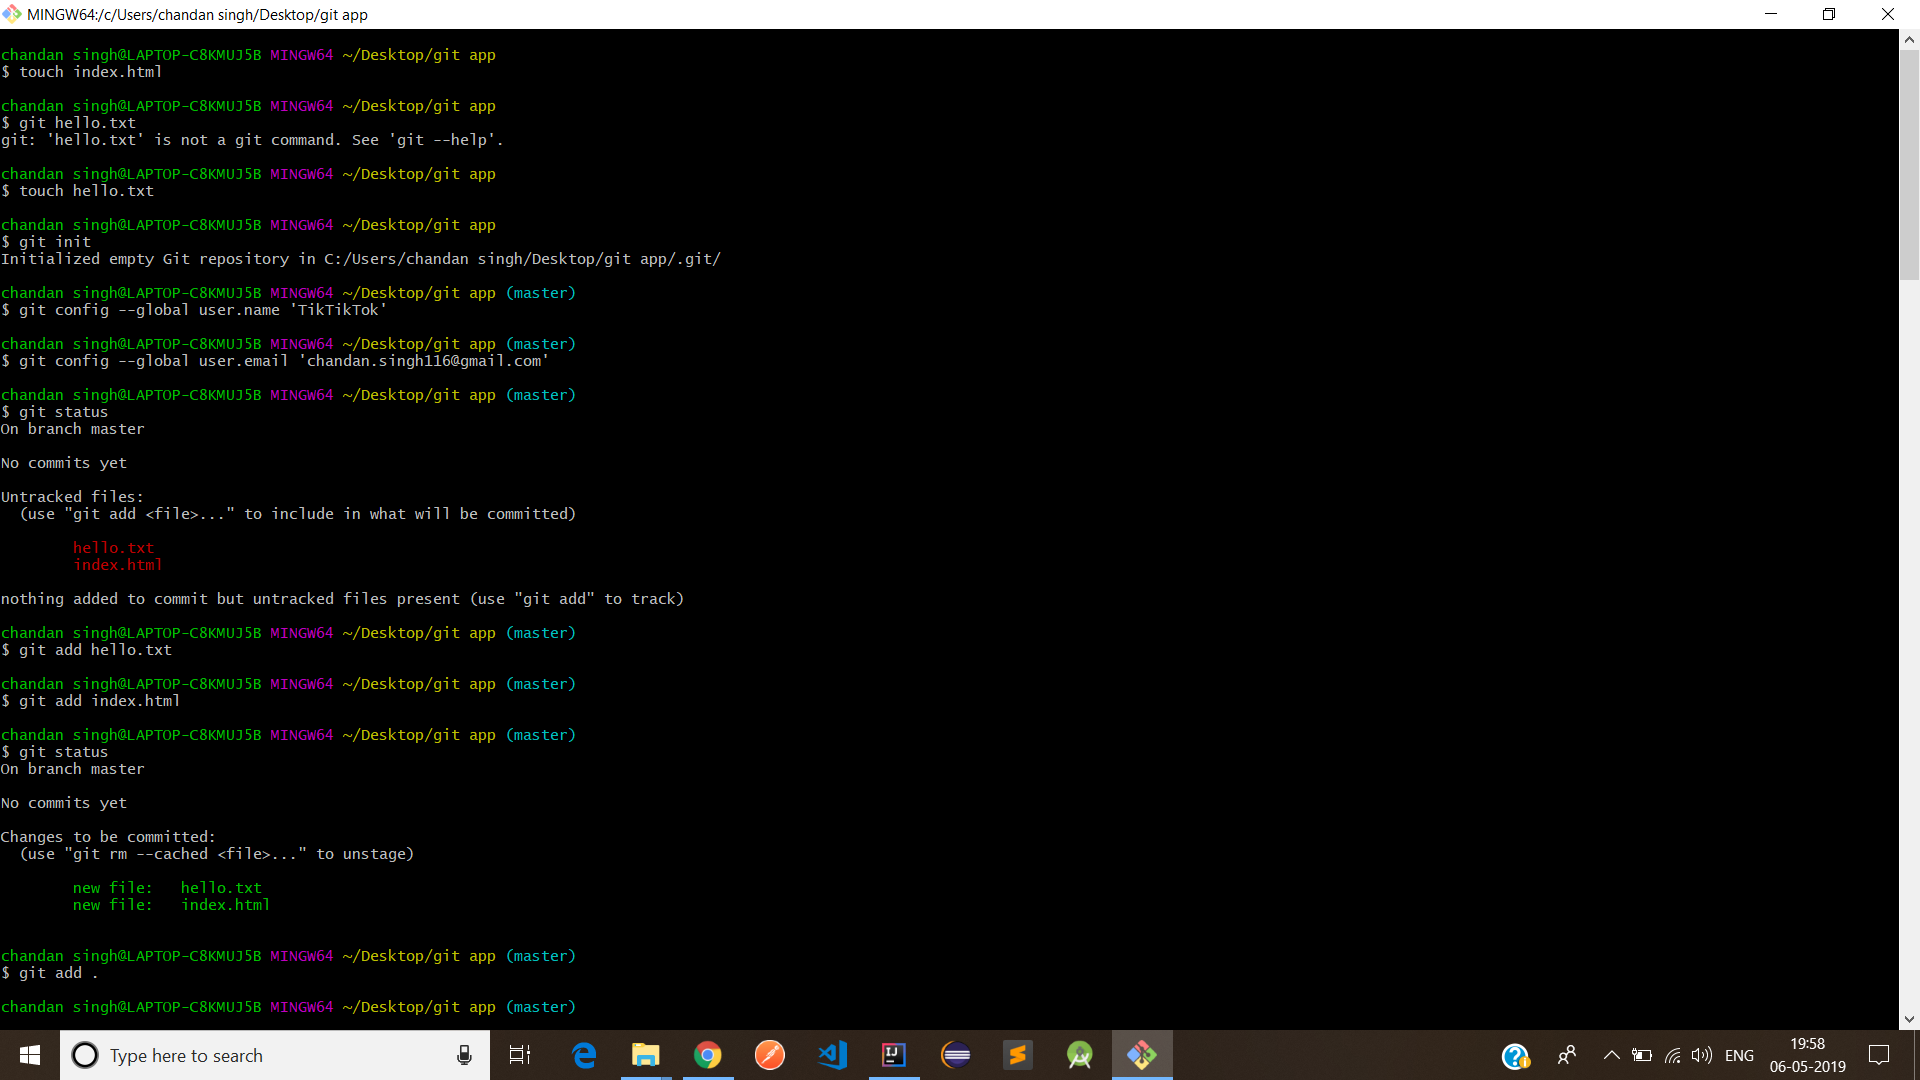 MINGW64:/c/Users/chandan singh/Desktop/git app
chandan singh@LAPTOP-C8KMUJ5B MINGW64 ~/Desktop/git app
$ touch index.html
chandan singh@LAPTOP-C8KMUJ5B MINGW64 ~/Desktop/git app
$ git hello.txt
git: 'hello.txt' is not a git command. See 'git --help'.
chandan singh@LAPTOP-C8KMUJ5B MINGW64 ~/Desktop/git app
$ touch hello.txt
chandan singh@LAPTOP-C8KMUJ5B MINGW64 ~/Desktop/git app
$ git init
Initialized empty Git repository in C:/Users/chandan singh/Desktop/git app/.git/
chandan singh@LAPTOP-C8KMUJ5B MINGW64 ~/Desktop/git app (master)
$ git config --global user.name 'TikTikTok'
chandan singh@LAPTOP-C8KMUJ5B MINGW64 ~/Desktop/git app (master)
$ git config --global user.email 'chandan.singh116@gmail.com'
chandan singh@LAPTOP-C8KMUJ5B MINGW64 ~/Desktop/git app (master)
$ git status
On branch master
No commits yet
Untracked files:
(use "git add <file>..." to include in what will be committed)
hello.txt
index.html
nothing added to commit but untracked files present (use "git add" to track)
chandan singh@LAPTOP-C8KMUJ5B MINGW64 ~/Desktop/git app (master)
$ git add hello.txt
chandan singh@LAPTOP-C8KMUJ5B MINGW64 ~/Desktop/git app (master)
$ git add index.html
chandan singh@LAPTOP-C8KMUJ5B MINGW64 ~/Desktop/git app (master)
$ git status
On branch master
No commits yet
Changes to be committed:
(use "git rm --cached <file>..." to unstage)
new file:   hello.txt
new file:   index.html
chandan singh@LAPTOP-C8KMUJ5B MINGW64 ~/Desktop/git app (master)
$ git add .
chandan singh@LAPTOP-C8KMUJ5B MINGW64 ~/Desktop/git app (master)
Type here to search
ENG
19:58
06-05-2019